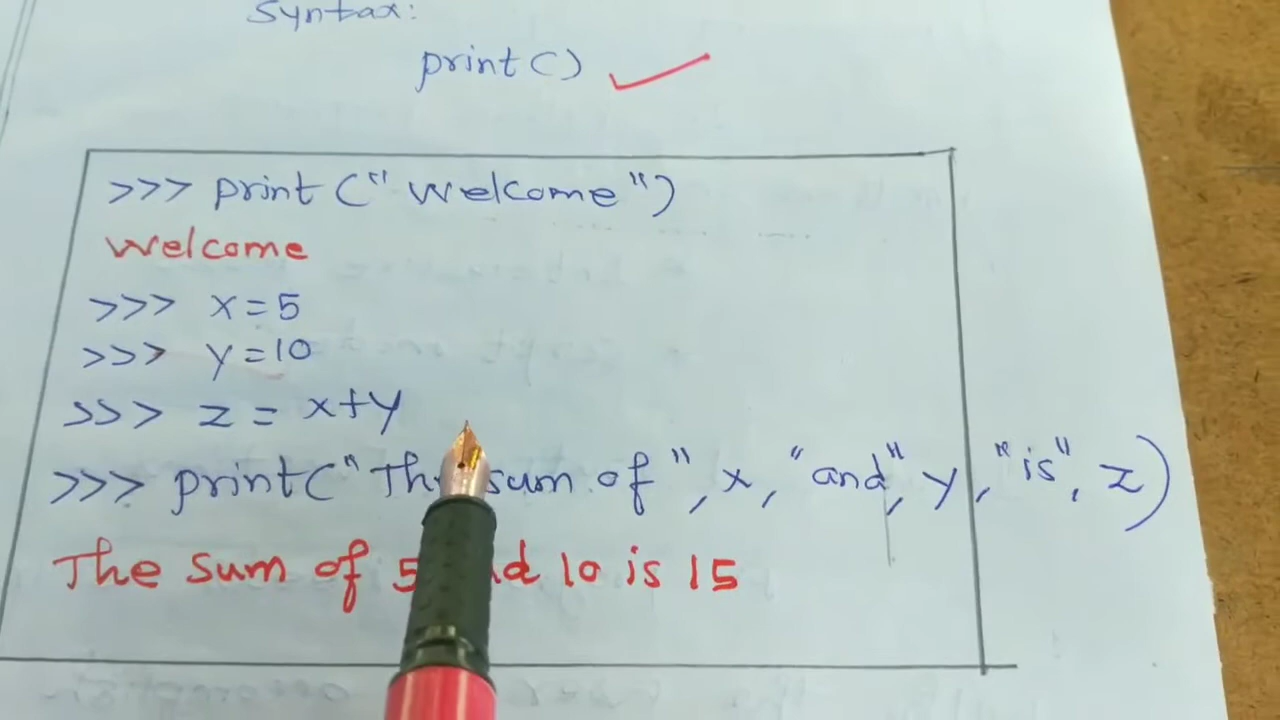 Syntax:
print()
>>> print("Welcome")
Welcome
>>> x=5
>>> y=10
>>> z = x+y
>>> print("The sum of", x, "and", y, "is", z)
The sum of 5 and 10 is 15